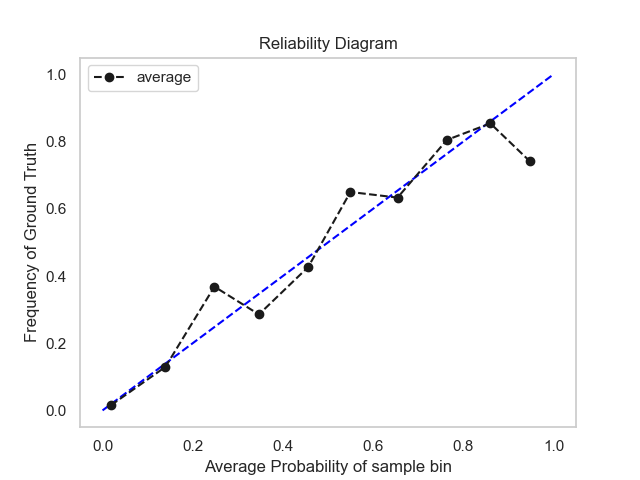 Reliability Diagram
average
1.0
0.8
0.6
0.4
0.2
0.0
Frequency of Ground Truth
0.0 0.2 0.4 0.6 0.8 1.0
Average Probability of sample bin